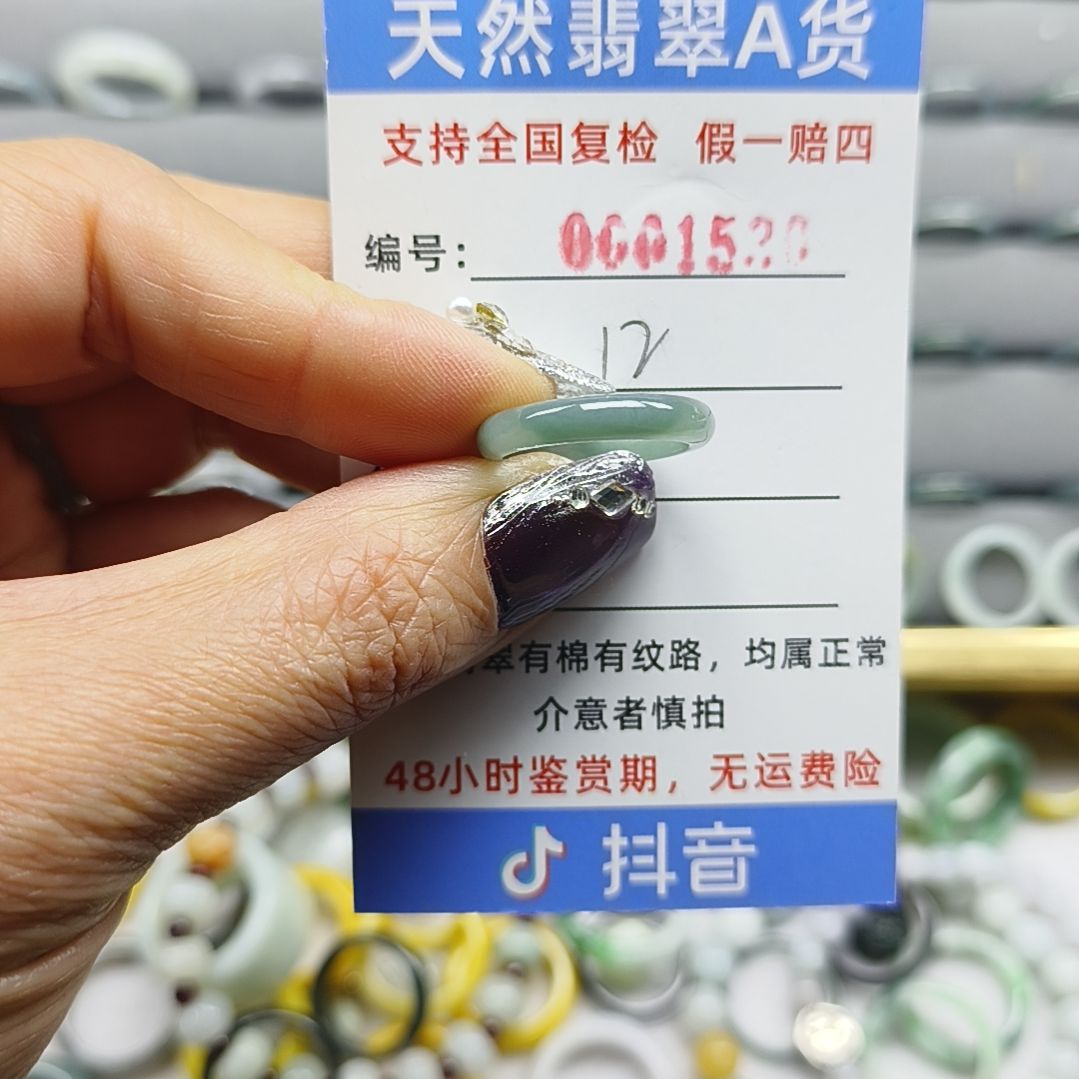 天然翡翠A货
支持全国复检 假一赔四
编号：
12
翠有棉有纹路，均属正常
介意者慎拍
48小时鉴赏期，无运费险
抖音